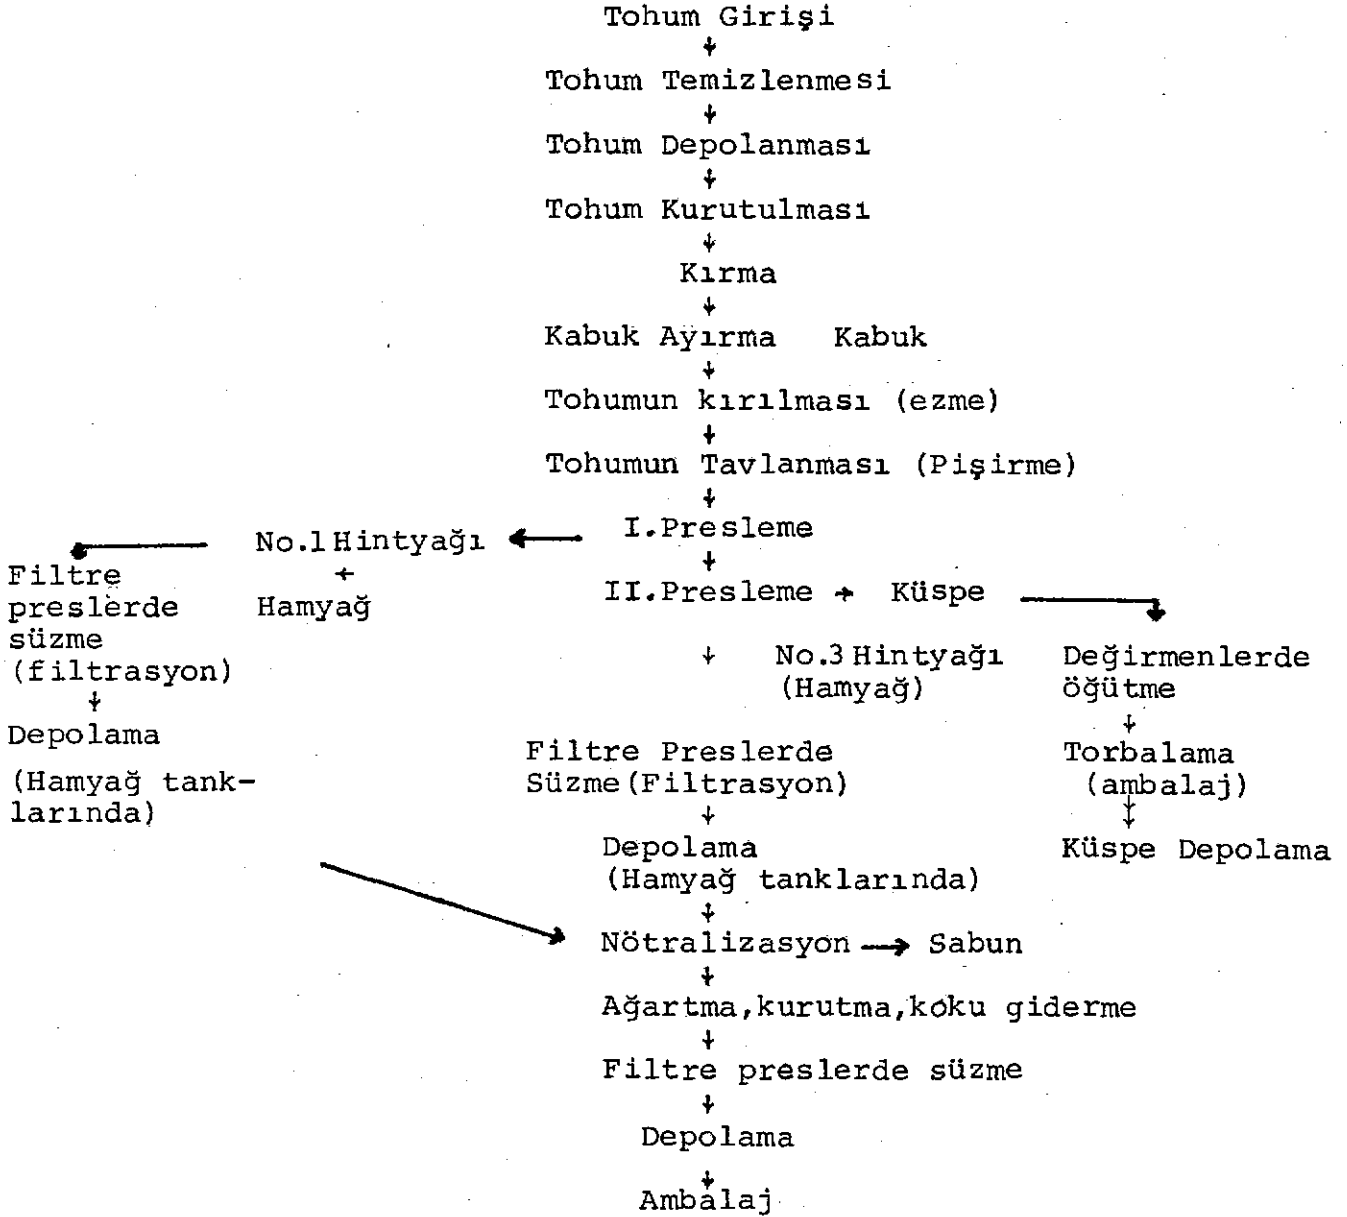 Tohum Girişi
Tohum Temizlenmesi
Tohum Depolanması
Tohum Kurutulması
Kırma
Kabuk Ayırma Kabuk
Tohumun kırılması (ezme)
Tohumun Tavlanması (Pişirme)
I.Presleme
No.1 Hintyağı
Hamyağ
Filtre
preslerde
süzme
(filtrasyon)
Depolama
(Hamyağ tank-
larında)
II.Presleme Küspe
No.3 Hintyağı
(Hamyağ)
Değirmenlerde
öğütme
Torbalama
(ambalaj)
Küspe Depolama
Filtre Preslerde
Süzme(Filtrasyon)
Depolama
(Hamyağ tanklarında)
Nötralizasyon Sabun
Ağartma,kurutma,koku giderme
Filtre preslerde süzme
Depolama
Ambalaj